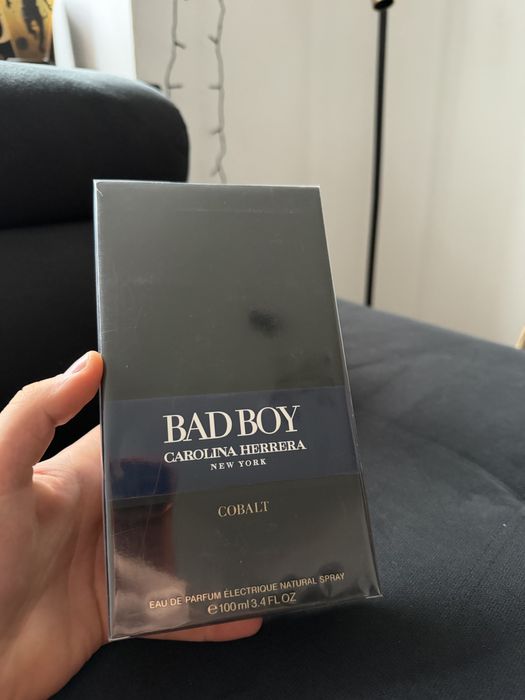 BAD BOY
CAROLINA HERRERA
NEW YORK
COBALT
EAU DE PARFUM ÉLECTRIQUE NATURAL SPRAY
℮ 100 ml 3.4 FL OZ